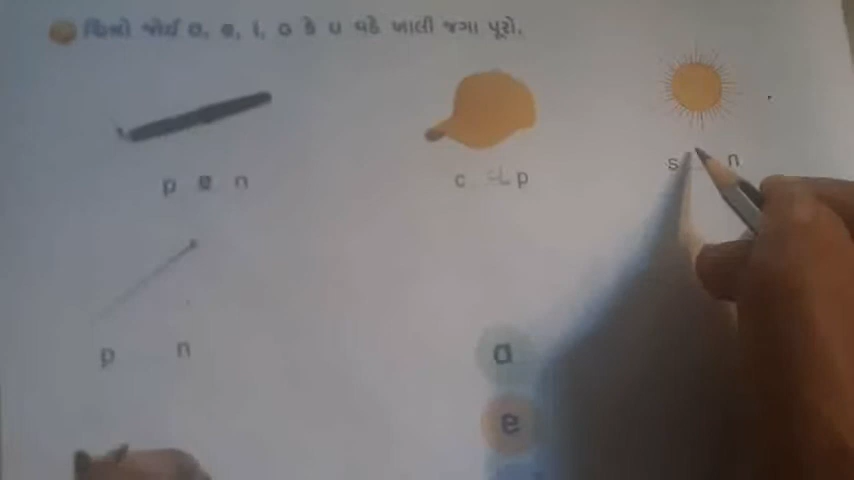 ચિત્રો જોઈ a, e, i, o કે u વડે ખાલી જગા પૂરો.
p e n
c a p
s n
p n
a
e